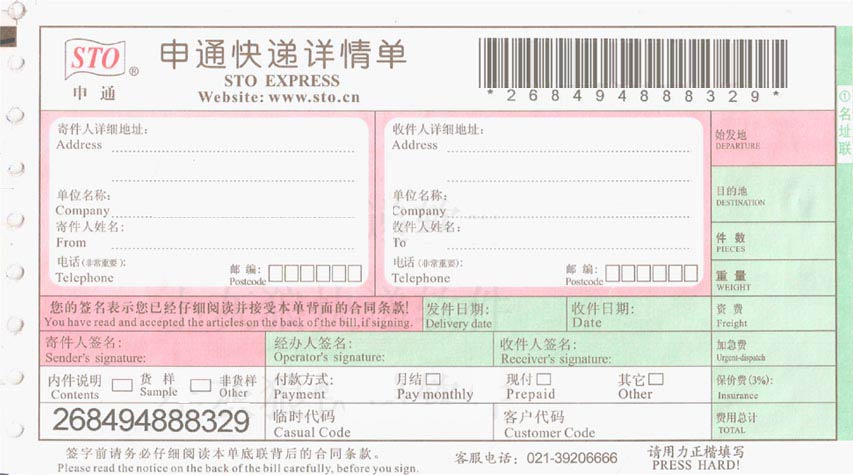 STO ®
申通
申通快递详情单
STO EXPRESS
Website: www.sto.cn
*268494888329*
①名址联
寄件人详细地址:
Address
单位名称:
Company
寄件人姓名:
From
电话(非常重要):
Telephone
邮编:
Postcode
收件人详细地址:
Address
单位名称:
Company
收件人姓名:
To
电话(非常重要):
Telephone
邮编:
Postcode
始发地
DEPARTURE
目的地
DESTINATION
件数
PIECES
重量
WEIGHT
您的签名表示您已经仔细阅读并接受本单背面的合同条款!
You have read and accepted the articles on the back of the bill, if signing.
发件日期:
Delivery date
收件日期:
Date
资费
Freight
寄件人签名:
Sender's signature:
经办人签名:
Operator's signature:
收件人签名:
Receiver's signature:
加急费
Urgent-dispatch
内件说明
Contents
货样
Sample
非货样
Other
付款方式:
Payment
月结
Pay monthly
现付
Prepaid
其它
Other
保价费(3%):
Insurance
268494888329
临时代码
Casual Code
客户代码
Customer Code
费用总计
TOTAL
签字前请务必仔细阅读本单底联背后的合同条款。
Please read the notice on the back of the bill carefully, before you sign.
客服电话: 021-39206666
请用力正楷填写
PRESS HARD